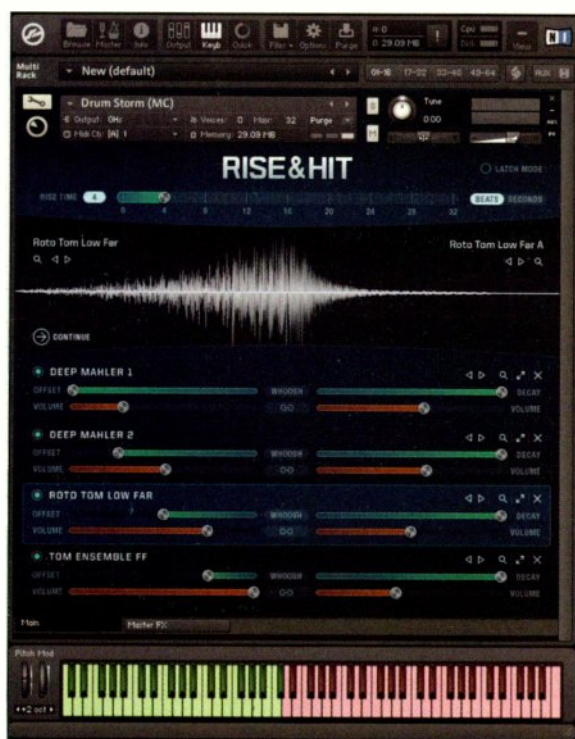 Browse Master Info Output Keyb Quick Files Options Purge 0 29.09 MB ! Cpu View NI
Multi Rack New (default) 01-16 17-32 33-48 49-64 AUX
Drum Storm (MC) S Tune
Output: Voices: 0 Max: 32 Purge 0.00
Midi Ch: [A] 1 Memory: 29.09 MB M
RISE&HIT
LATCH MODE
RISE TIME 4 BEATS SECONDS
0 4 8 12 16 20 24 28 32
Roto Tom Low Far Roto Tom Low Far A
CONTINUE
DEEP MAHLER 1
OFFSET WHOOSH DECAY
VOLUME VOLUME
DEEP MAHLER 2
OFFSET WHOOSH DECAY
VOLUME VOLUME
ROTO TOM LOW FAR
OFFSET WHOOSH DECAY
VOLUME VOLUME
TOM ENSEMBLE FF
OFFSET WHOOSH DECAY
VOLUME VOLUME
Main Master FX
Pitch Mod
+2 oct